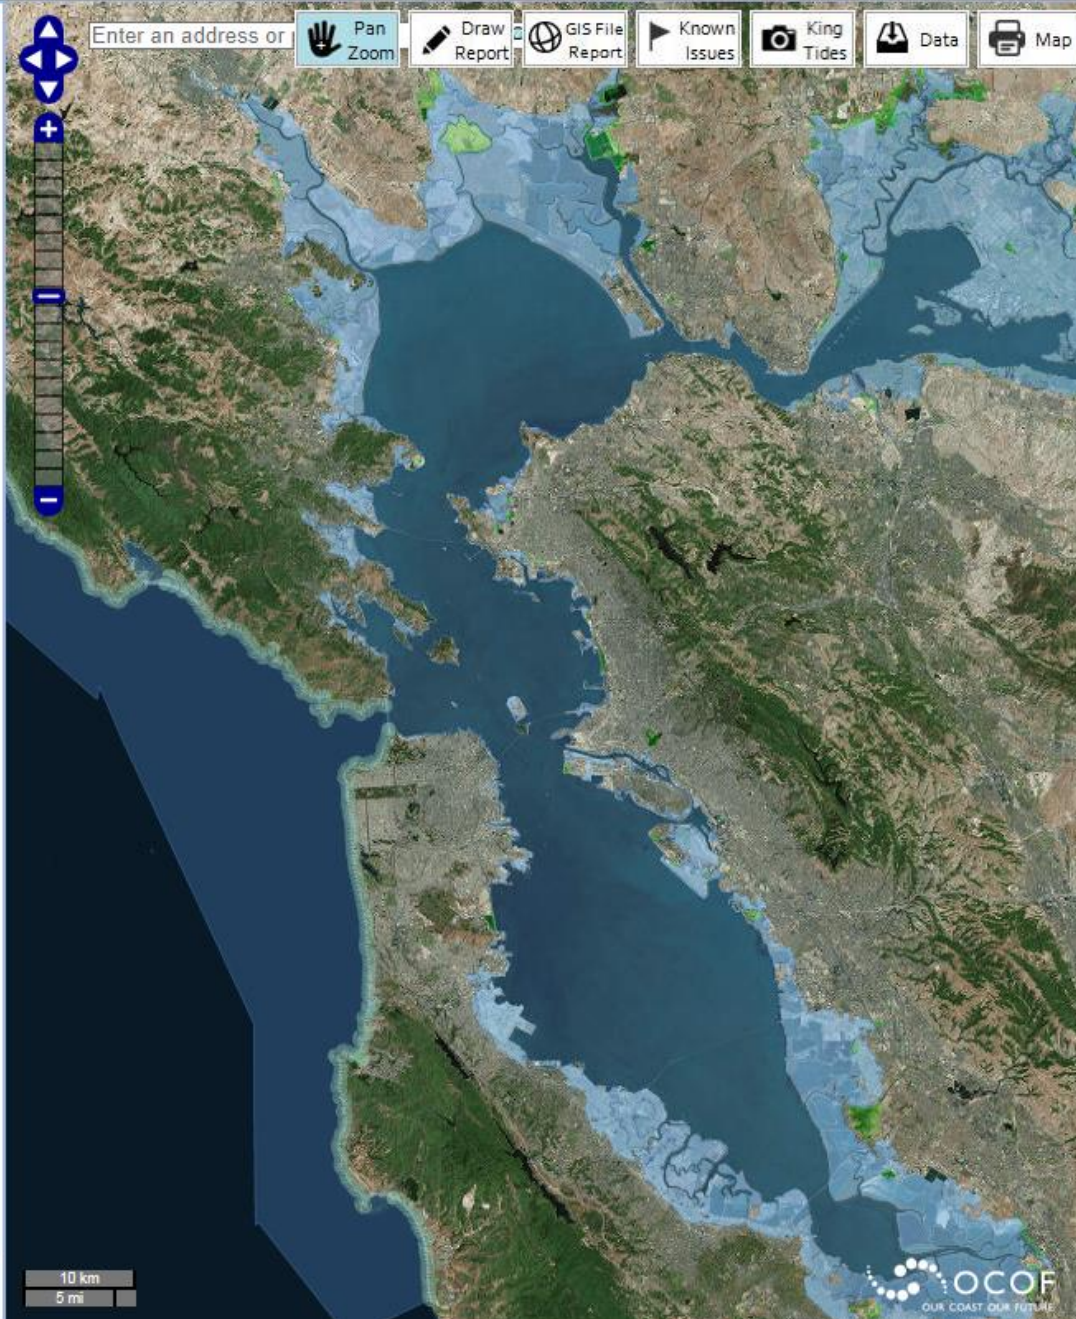 Enter an address or
Pan
Zoom
Draw
Report
GIS File
Report
Known
Issues
King
Tides
Data
Map
10 km
5 mi
OCOF
OUR COAST OUR FUTURE